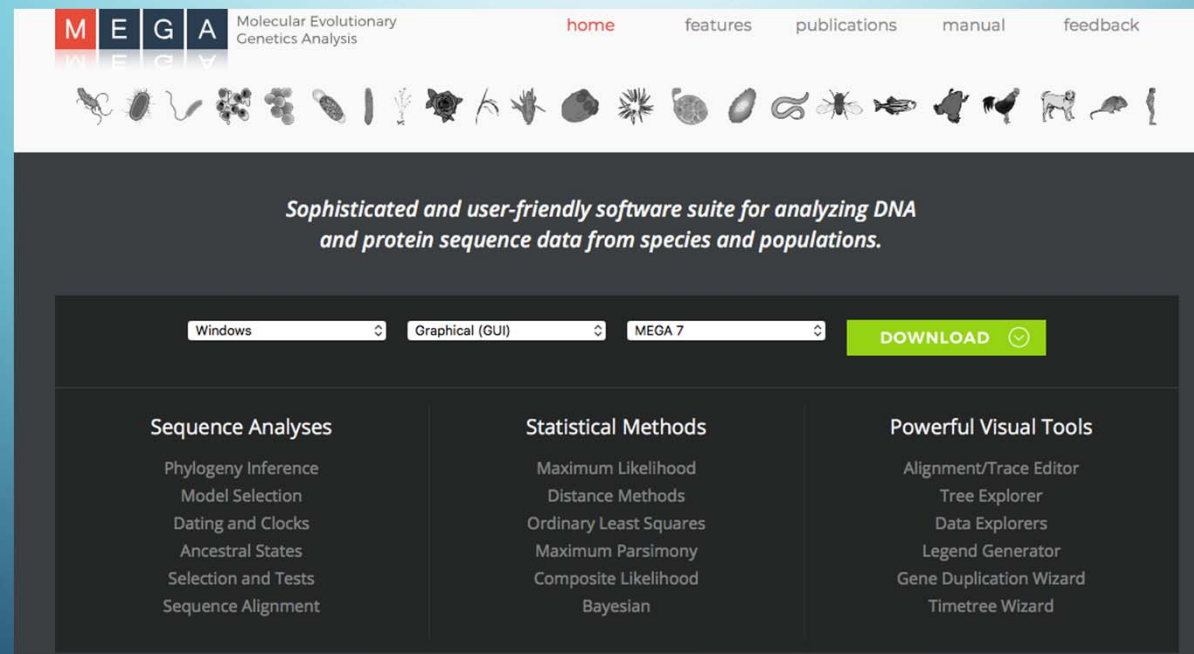 MEGA Molecular Evolutionary
Genetics Analysis
home features publications manual feedback
Sophisticated and user-friendly software suite for analyzing DNA
and protein sequence data from species and populations.
Windows Graphical (GUI) MEGA 7 DOWNLOAD
Sequence Analyses
Phylogeny Inference
Model Selection
Dating and Clocks
Ancestral States
Selection and Tests
Sequence Alignment
Statistical Methods
Maximum Likelihood
Distance Methods
Ordinary Least Squares
Maximum Parsimony
Composite Likelihood
Bayesian
Powerful Visual Tools
Alignment/Trace Editor
Tree Explorer
Data Explorers
Legend Generator
Gene Duplication Wizard
Timetree Wizard